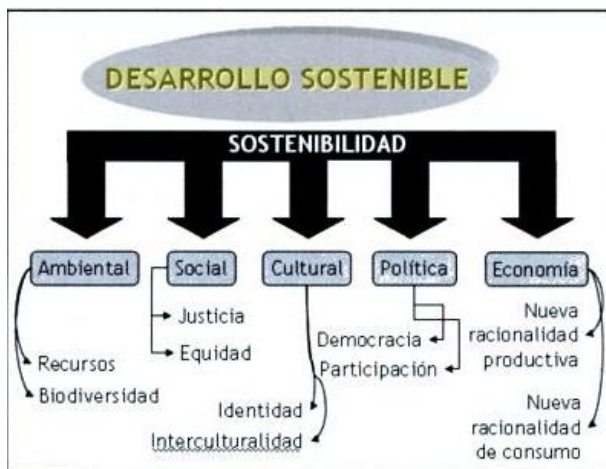 DESARROLLO SOSTENIBLE
SOSTENIBILIDAD
Ambiental
Social
Cultural
Política
Economía
Recursos
Biodiversidad
Justicia
Equidad
Identidad
Interculturalidad
Democracia
Participación
Nueva
racionalidad
productiva
Nueva
racionalidad
de consumo